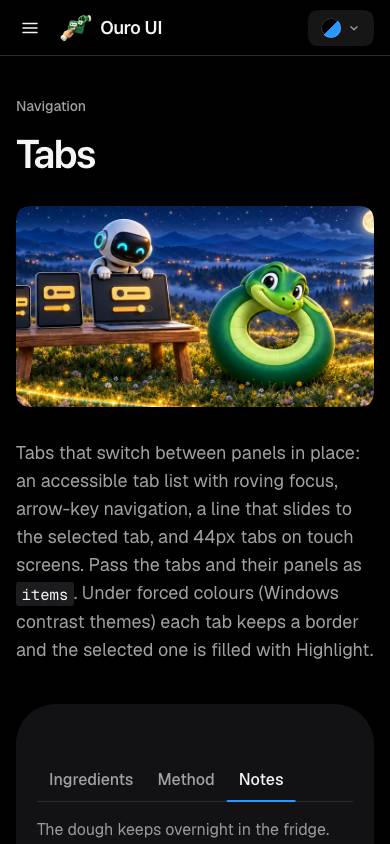 Ouro UI
Navigation
Tabs
Tabs that switch between panels in place:
an accessible tab list with roving focus,
arrow-key navigation, a line that slides to
the selected tab, and 44px tabs on touch
screens. Pass the tabs and their panels as
items. Under forced colours (Windows
contrast themes) each tab keeps a border
and the selected one is filled with Highlight.
Ingredients Method Notes
The dough keeps overnight in the fridge.